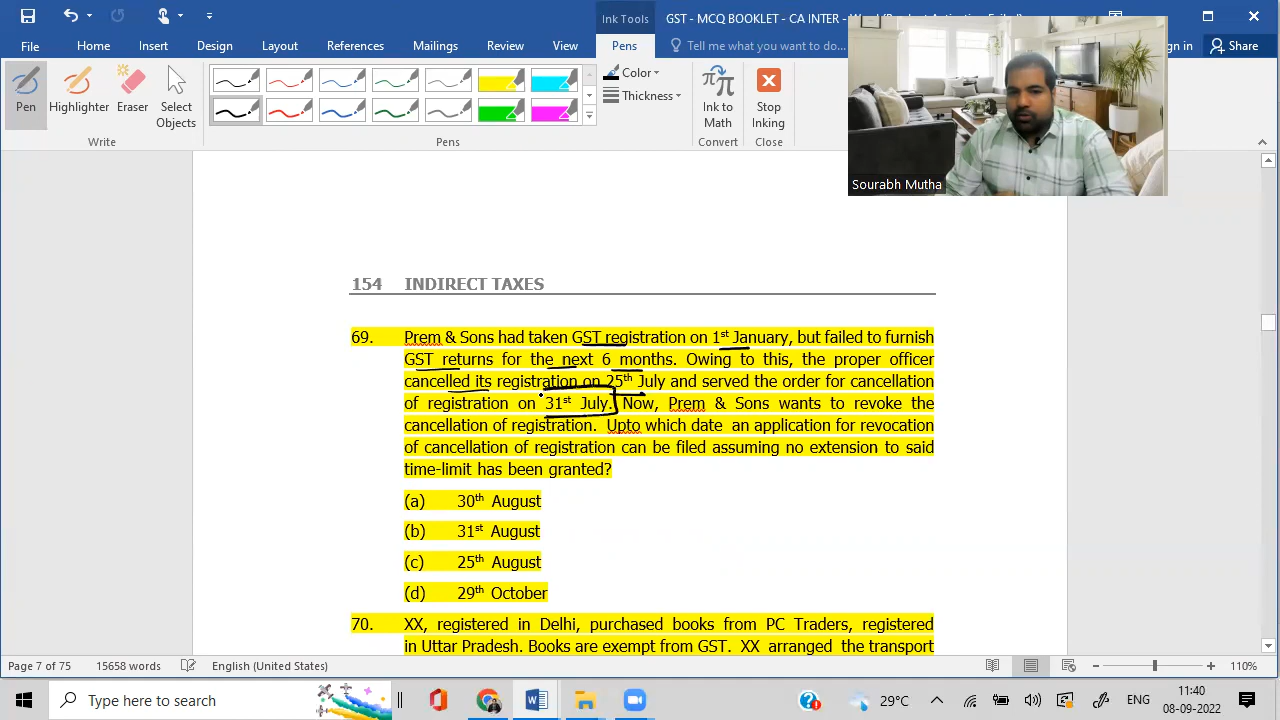 Ink Tools
GST - MCQ BOOKLET - CA INTER -
File Home Insert Design Layout References Mailings Review View Pens Tell me what you want to do... Share
Pen Highlighter Eraser Select Objects
Write
Pens
Color
Thickness
Ink to Math
Convert
Stop Inking
Close
Sourabh Mutha
154 INDIRECT TAXES
69. Prem & Sons had taken GST registration on 1st January, but failed to furnish
GST returns for the next 6 months. Owing to this, the proper officer
cancelled its registration on 25th July and served the order for cancellation
of registration on 31st July. Now, Prem & Sons wants to revoke the
cancellation of registration. Upto which date an application for revocation
of cancellation of registration can be filed assuming no extension to said
time-limit has been granted?
(a) 30th August
(b) 31st August
(c) 25th August
(d) 29th October
70. XX, registered in Delhi, purchased books from PC Traders, registered
in Uttar Pradesh. Books are exempt from GST. XX arranged the transport
Page 7 of 75 15658 words English (United States) 110%
Type here to search 29°C ENG 11:40
08-09-2022